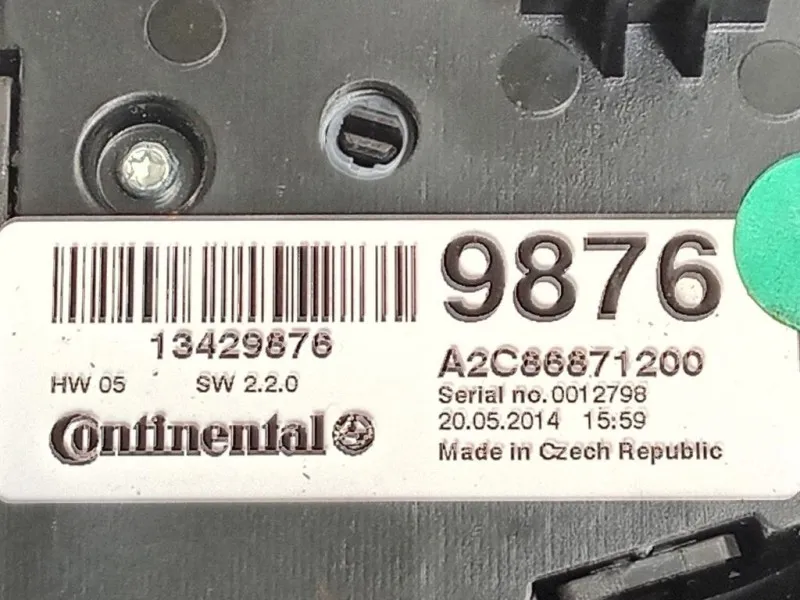 9876
13429876
A2C86871200
HW 05 SW 2.2.0
Serial no. 0012798
20.05.2014 15:59
Continental
Made in Czech Republic